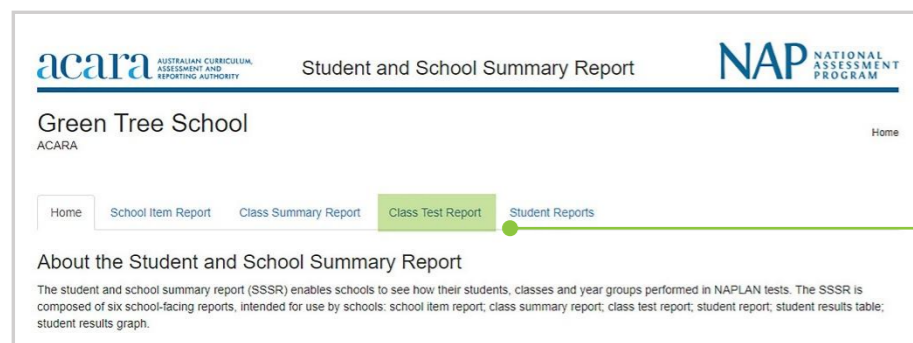 acara AUSTRALIAN CURRICULUM,
ASSESSMENT AND
REPORTING AUTHORITY
Student and School Summary Report
NAP NATIONAL
ASSESSMENT
PROGRAM
Green Tree School
ACARA
Home
Home School Item Report Class Summary Report Class Test Report Student Reports
About the Student and School Summary Report
The student and school summary report (SSSR) enables schools to see how their students, classes and year groups performed in NAPLAN tests. The SSSR is
composed of six school-facing reports, intended for use by schools: school item report; class summary report; class test report; student report; student results table;
student results graph.